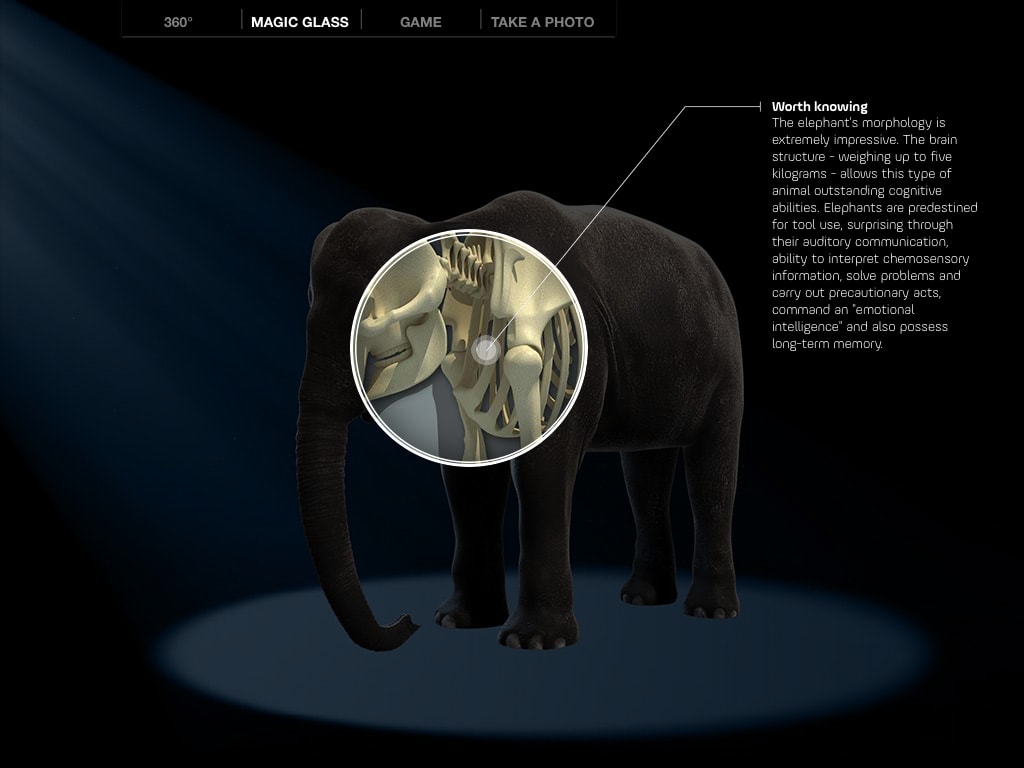 360° MAGIC GLASS GAME TAKE A PHOTO
Worth knowing
The elephant's morphology is
extremely impressive. The brain
structure - weighing up to five
kilograms - allows this type of
animal outstanding cognitive
abilities. Elephants are predestined
for tool use, surprising through
their auditory communication,
ability to interpret chemosensory
information, solve problems and
carry out precautionary acts,
command an "emotional
intelligence" and also possess
long-term memory.